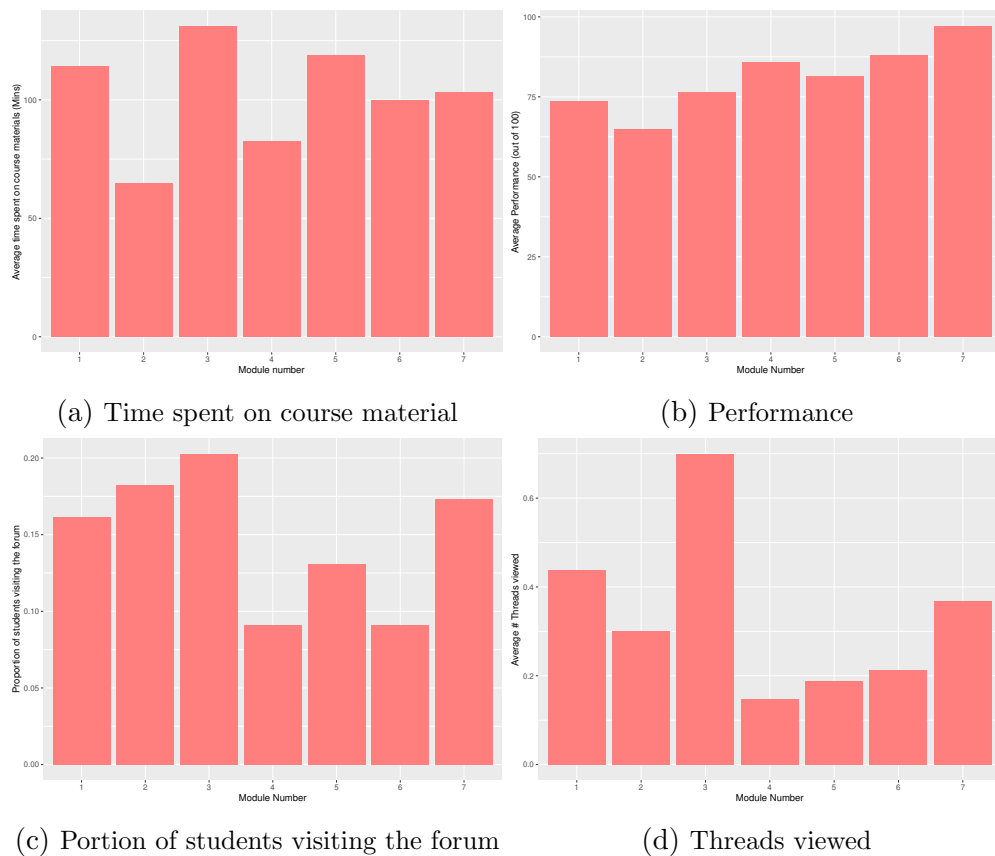 Average time spent on course materials (Mins)
100
50
0
1 2 3 4 5 6 7
Module number
(a) Time spent on course material
Average Performance (out of 100)
100
75
50
25
0
1 2 3 4 5 6 7
Module Number
(b) Performance
Proportion of students visiting the forum
0.20
0.15
0.10
0.05
0.00
1 2 3 4 5 6 7
Module Number
(c) Portion of students visiting the forum
Average # Threads viewed
0.6
0.4
0.2
0.0
1 2 3 4 5 6 7
Module Number
(d) Threads viewed